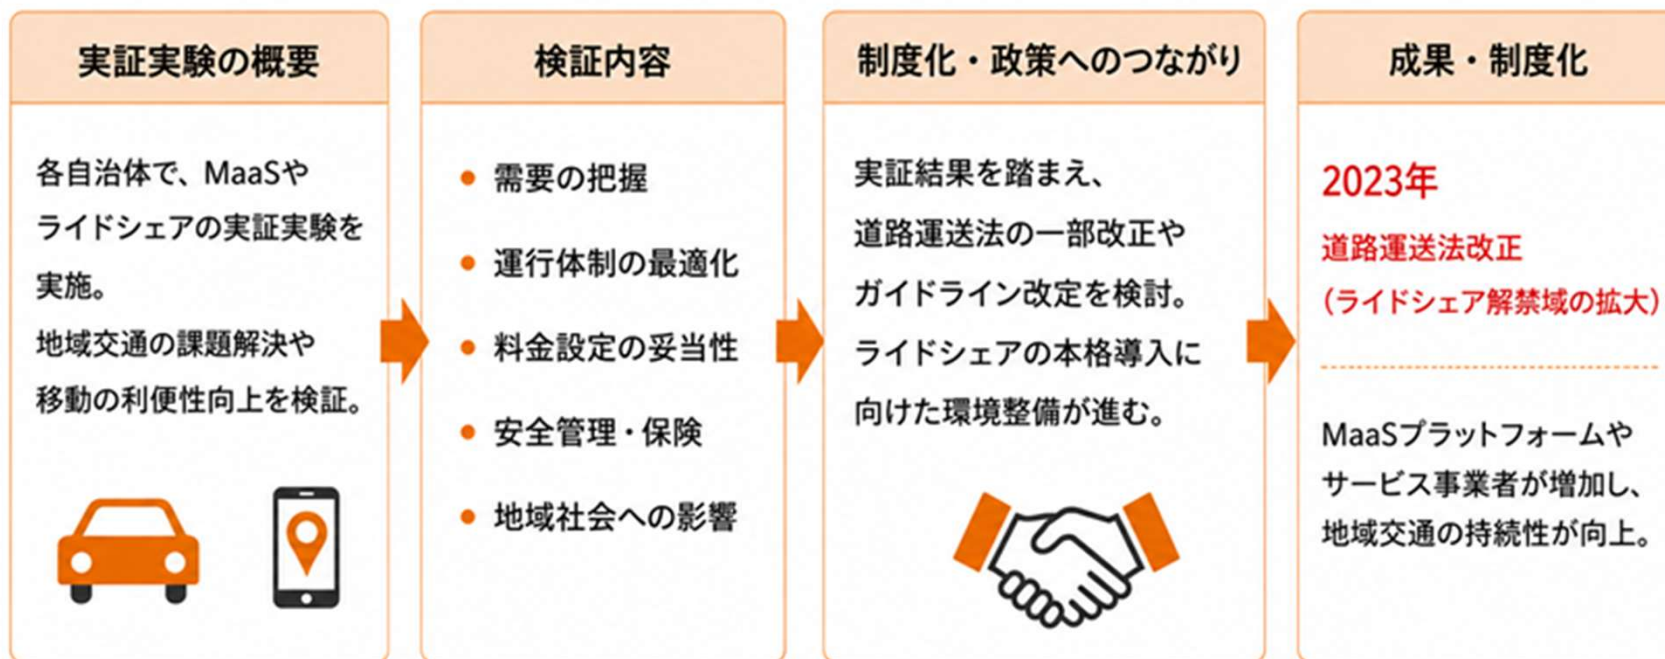 実証実験の概要
各自治体で、MaaSや
ライドシェアの実証実験を
実施。
地域交通の課題解決や
移動の利便性向上を検証。
検証内容
• 需要の把握
• 運行体制の最適化
• 料金設定の妥当性
• 安全管理・保険
• 地域社会への影響
制度化・政策へのつながり
実証結果を踏まえ、
道路運送法の一部改正や
ガイドライン改定を検討。
ライドシェアの本格導入に
向けた環境整備が進む。
成果・制度化
2023年
道路運送法改正
（ライドシェア解禁域の拡大）
MaaSプラットフォームや
サービス事業者が増加し、
地域交通の持続性が向上。